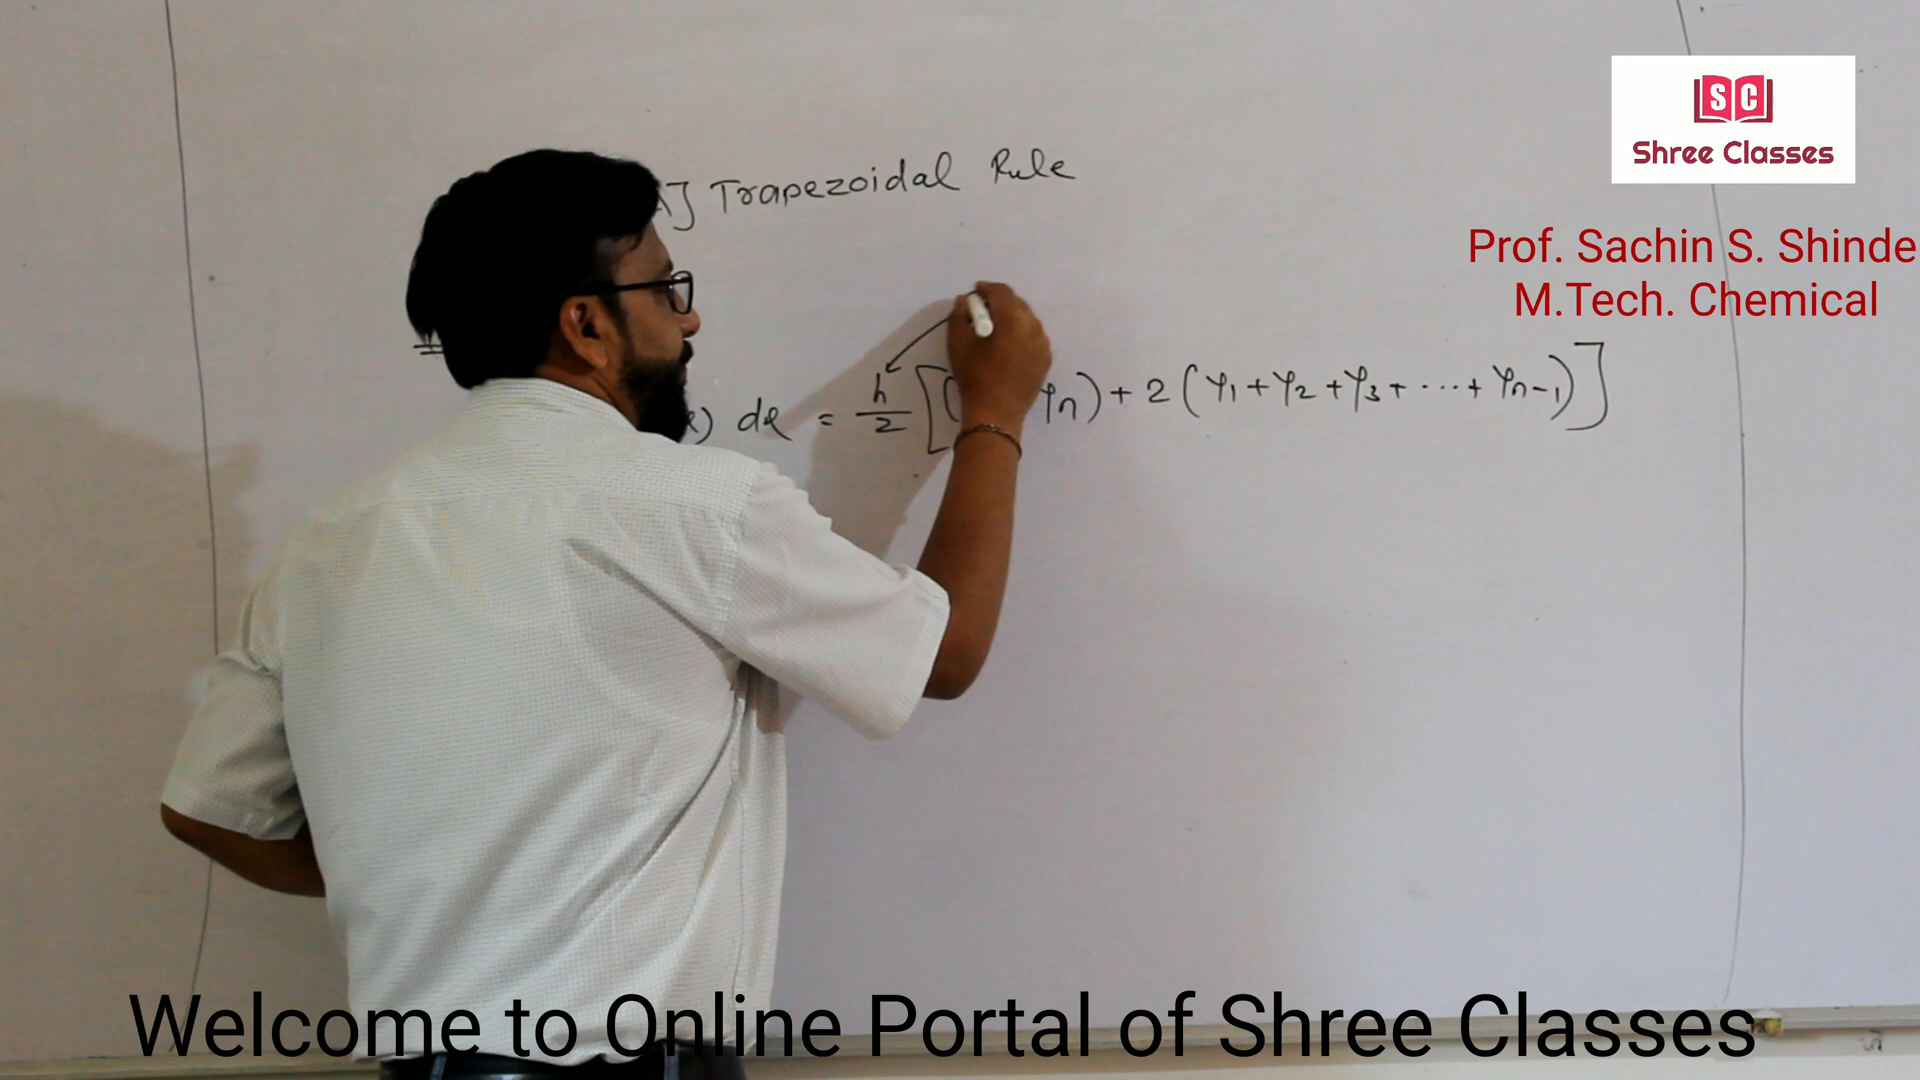 SC
Shree Classes
Prof. Sachin S. Shinde
M.Tech. Chemical
] Trapezoidal Rule
) dx = h/2 [( yn) + 2 (y1 + y2 + y3 + ... + yn-1)]
Welcome to Online Portal of Shree Classes